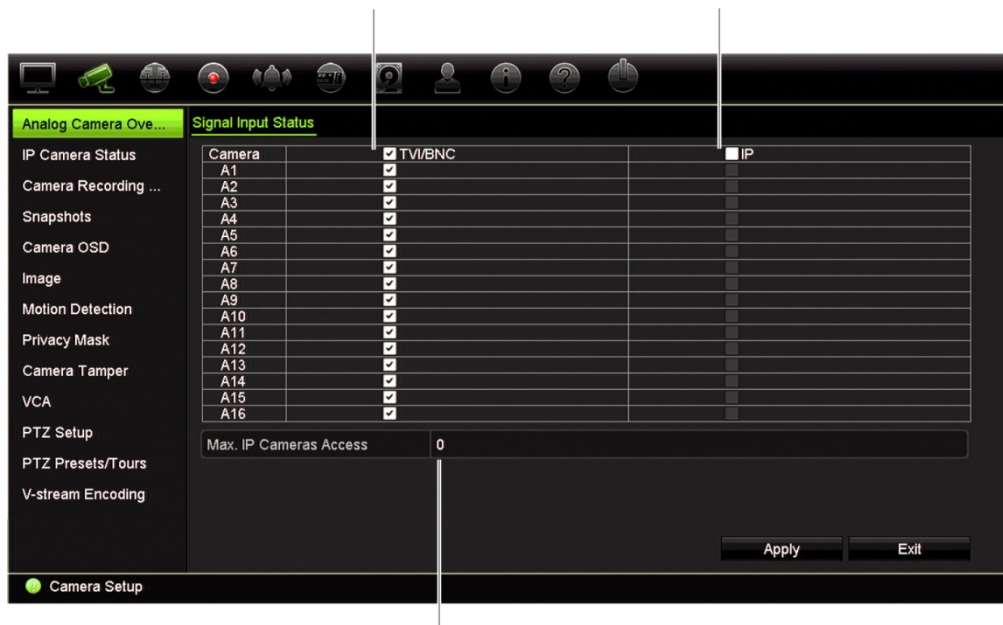 Analog Camera Ove...
IP Camera Status
Camera Recording ...
Snapshots
Camera OSD
Image
Motion Detection
Privacy Mask
Camera Tamper
VCA
PTZ Setup
PTZ Presets/Tours
V-stream Encoding
Signal Input Status
Camera TVI/BNC IP
A1
A2
A3
A4
A5
A6
A7
A8
A9
A10
A11
A12
A13
A14
A15
A16
Max. IP Cameras Access 0
Apply Exit
? Camera Setup